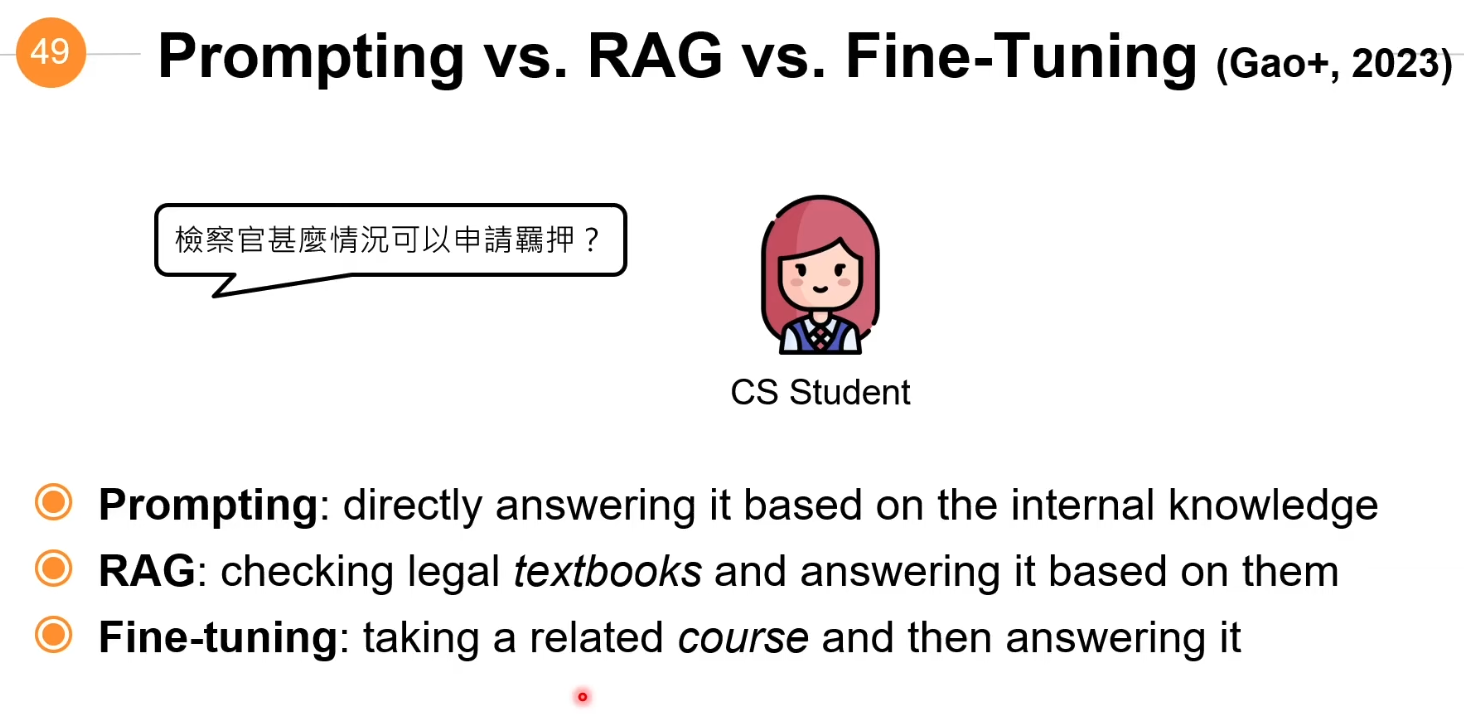 49
Prompting vs. RAG vs. Fine-Tuning (Gao+, 2023)
檢察官甚麼情況可以申請羈押？
CS Student
Prompting: directly answering it based on the internal knowledge
RAG: checking legal textbooks and answering it based on them
Fine-tuning: taking a related course and then answering it